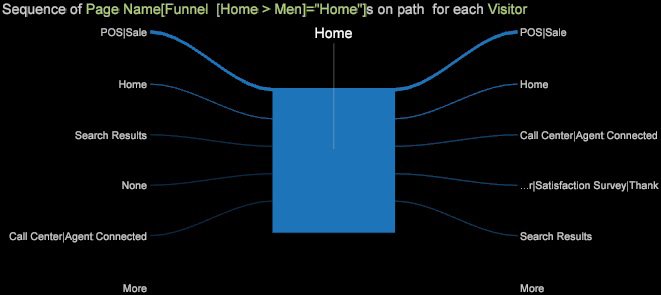 Sequence of Page Name[Funnel [Home > Men]="Home"]s on path for each Visitor
Home
POS|Sale
Home
Search Results
None
Call Center|Agent Connected
More
POS|Sale
Home
Call Center|Agent Connected
...r|Satisfaction Survey|Thank
Search Results
More